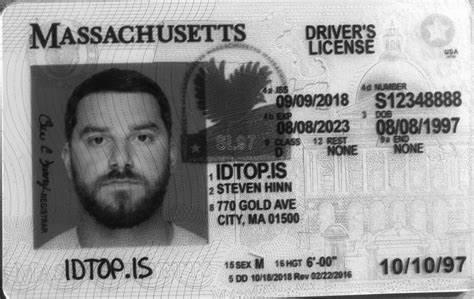 MASSACHUSETTS
DRIVER'S
LICENSE
USA
4a ISS
09/09/2018
4d NUMBER
S12348888
4b EXP
08/08/2023
3 DOB
08/08/1997
9 CLASS
D
12 REST
NONE
9a END
NONE
1 IDTOP.IS
2 STEVEN HINN
8 770 GOLD AVE
CITY, MA 01500
REGISTRAR
15 SEX M 16 HGT 6'-00"
5 DD 10/18/2018 Rev 02/22/2016
10/10/97
IDTOP.IS